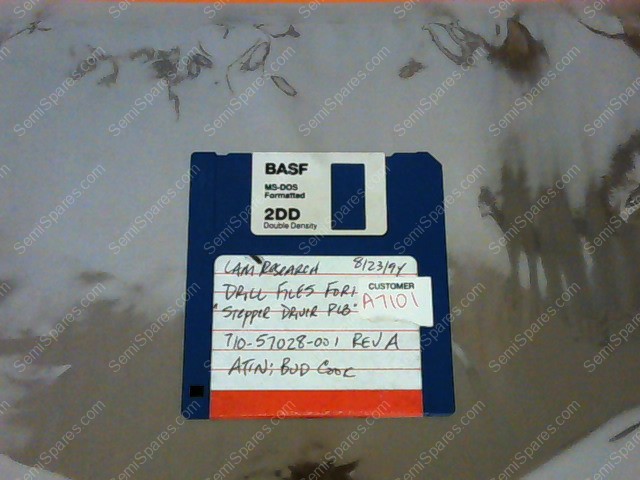 BASF
MS-DOS
Formatted
2DD
Double Density
LAM RESEARCH 8/23/94
DRILL FILES FOR:
CUSTOMER
A7101
"STEPPER DRIVER PCB"
710-57028-001 REV A
ATTN: BUD COOK
SemiSpares.com